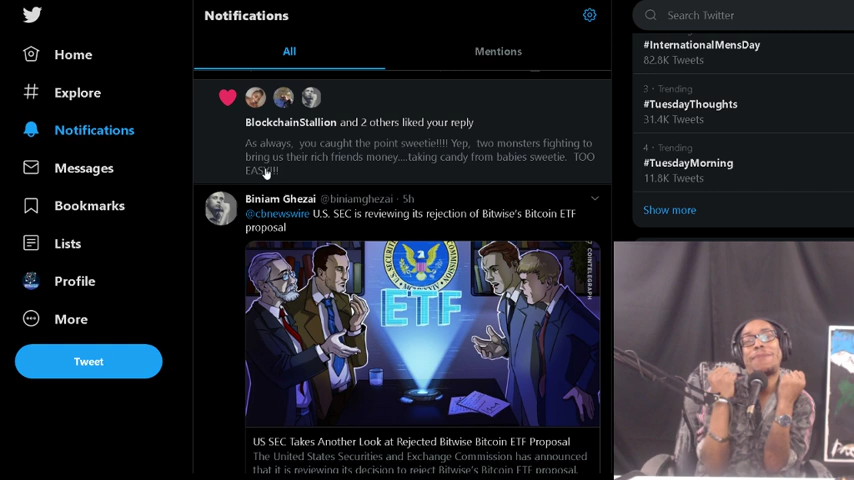 Home
Explore
Notifications
Messages
Bookmarks
Lists
Profile
More
Tweet
Notifications
All
Mentions
BlockchainStallion and 2 others liked your reply
As always, you caught the point sweetie!!!! Yep, two monsters fighting to
bring us their rich friends money....taking candy from babies sweetie. TOO
EASY!!!
Biniam Ghezai @biniamghezai · 5h
@cbnewswire U.S. SEC is reviewing its rejection of Bitwise's Bitcoin ETF
proposal
ETF
COINTELEGRAPH
US SEC Takes Another Look at Rejected Bitwise Bitcoin ETF Proposal
The United States Securities and Exchange Commission has announced
that it is reviewing its decision to reject Bitwise's Bitcoin ETF proposal,
Search Twitter
#InternationalMensDay
82.8K Tweets
3 · Trending
#TuesdayThoughts
31.4K Tweets
4 · Trending
#TuesdayMorning
11.8K Tweets
Show more